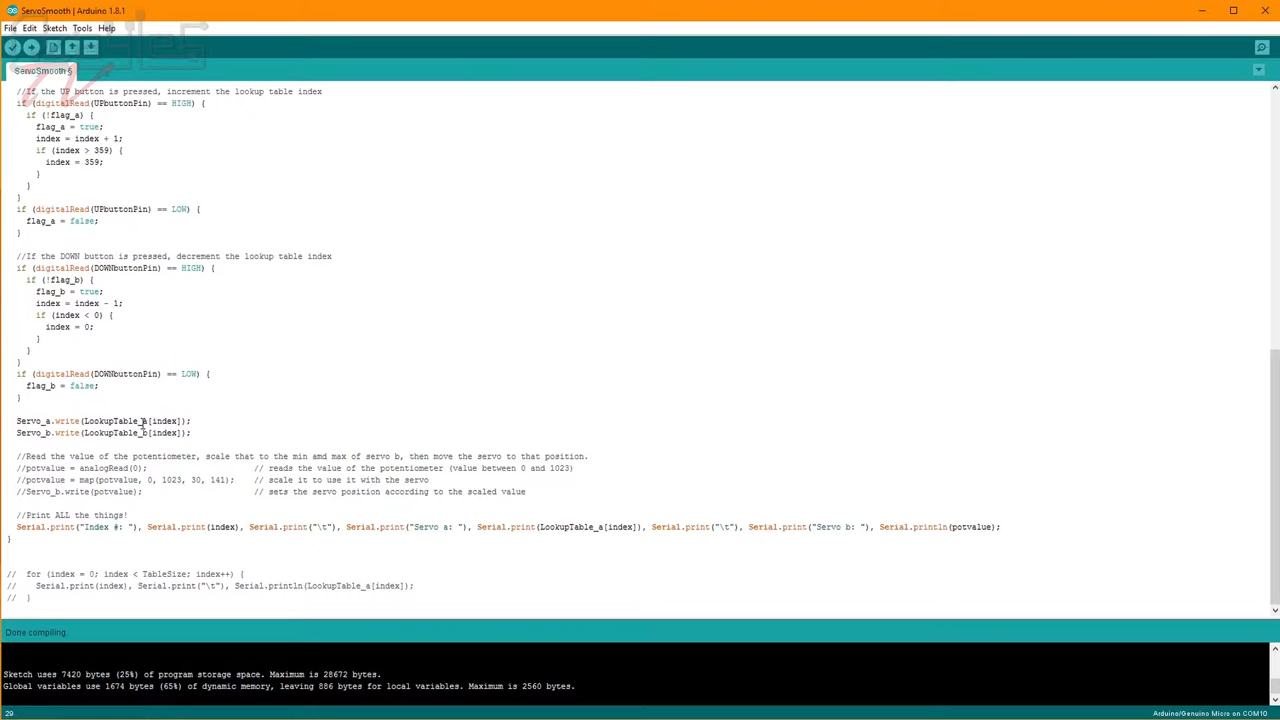 ServoSmooth | Arduino 1.8.1
File Edit Sketch Tools Help
ServoSmooth §
//If the UP button is pressed, increment the lookup table index
if (digitalRead(UPbuttonPin) == HIGH) {
if (!flag_a) {
flag_a = true;
index = index + 1;
if (index > 359) {
index = 359;
}
}
}
if (digitalRead(UPbuttonPin) == LOW) {
flag_a = false;
}
//If the DOWN button is pressed, decrement the lookup table index
if (digitalRead(DOWNbuttonPin) == HIGH) {
if (!flag_b) {
flag_b = true;
index = index - 1;
if (index < 0) {
index = 0;
}
}
}
if (digitalRead(DOWNbuttonPin) == LOW) {
flag_b = false;
}
Servo_a.write(LookupTable_a[index]);
Servo_b.write(LookupTable_b[index]);
//Read the value of the potentiometer, scale that to the min amd max of servo b, then move the servo to that position.
//potvalue = analogRead(0); // reads the value of the potentiometer (value between 0 and 1023)
//potvalue = map(potvalue, 0, 1023, 30, 141); // scale it to use it with the servo
//Servo_b.write(potvalue); // sets the servo position according to the scaled value
//Print ALL the things!
Serial.print("Index #: "), Serial.print(index), Serial.print("\t"), Serial.print("Servo a: "), Serial.print(LookupTable_a[index]), Serial.print("\t"), Serial.print("Servo b: "), Serial.println(potvalue);
}
// for (index = 0; index < TableSize; index++) {
// Serial.print(index), Serial.print("\t"), Serial.println(LookupTable_a[index]);
// }
Done compiling.
Sketch uses 7420 bytes (25%) of program storage space. Maximum is 28672 bytes.
Global variables use 1674 bytes (65%) of dynamic memory, leaving 886 bytes for local variables. Maximum is 2560 bytes.
29 Arduino/Genuino Micro on COM10